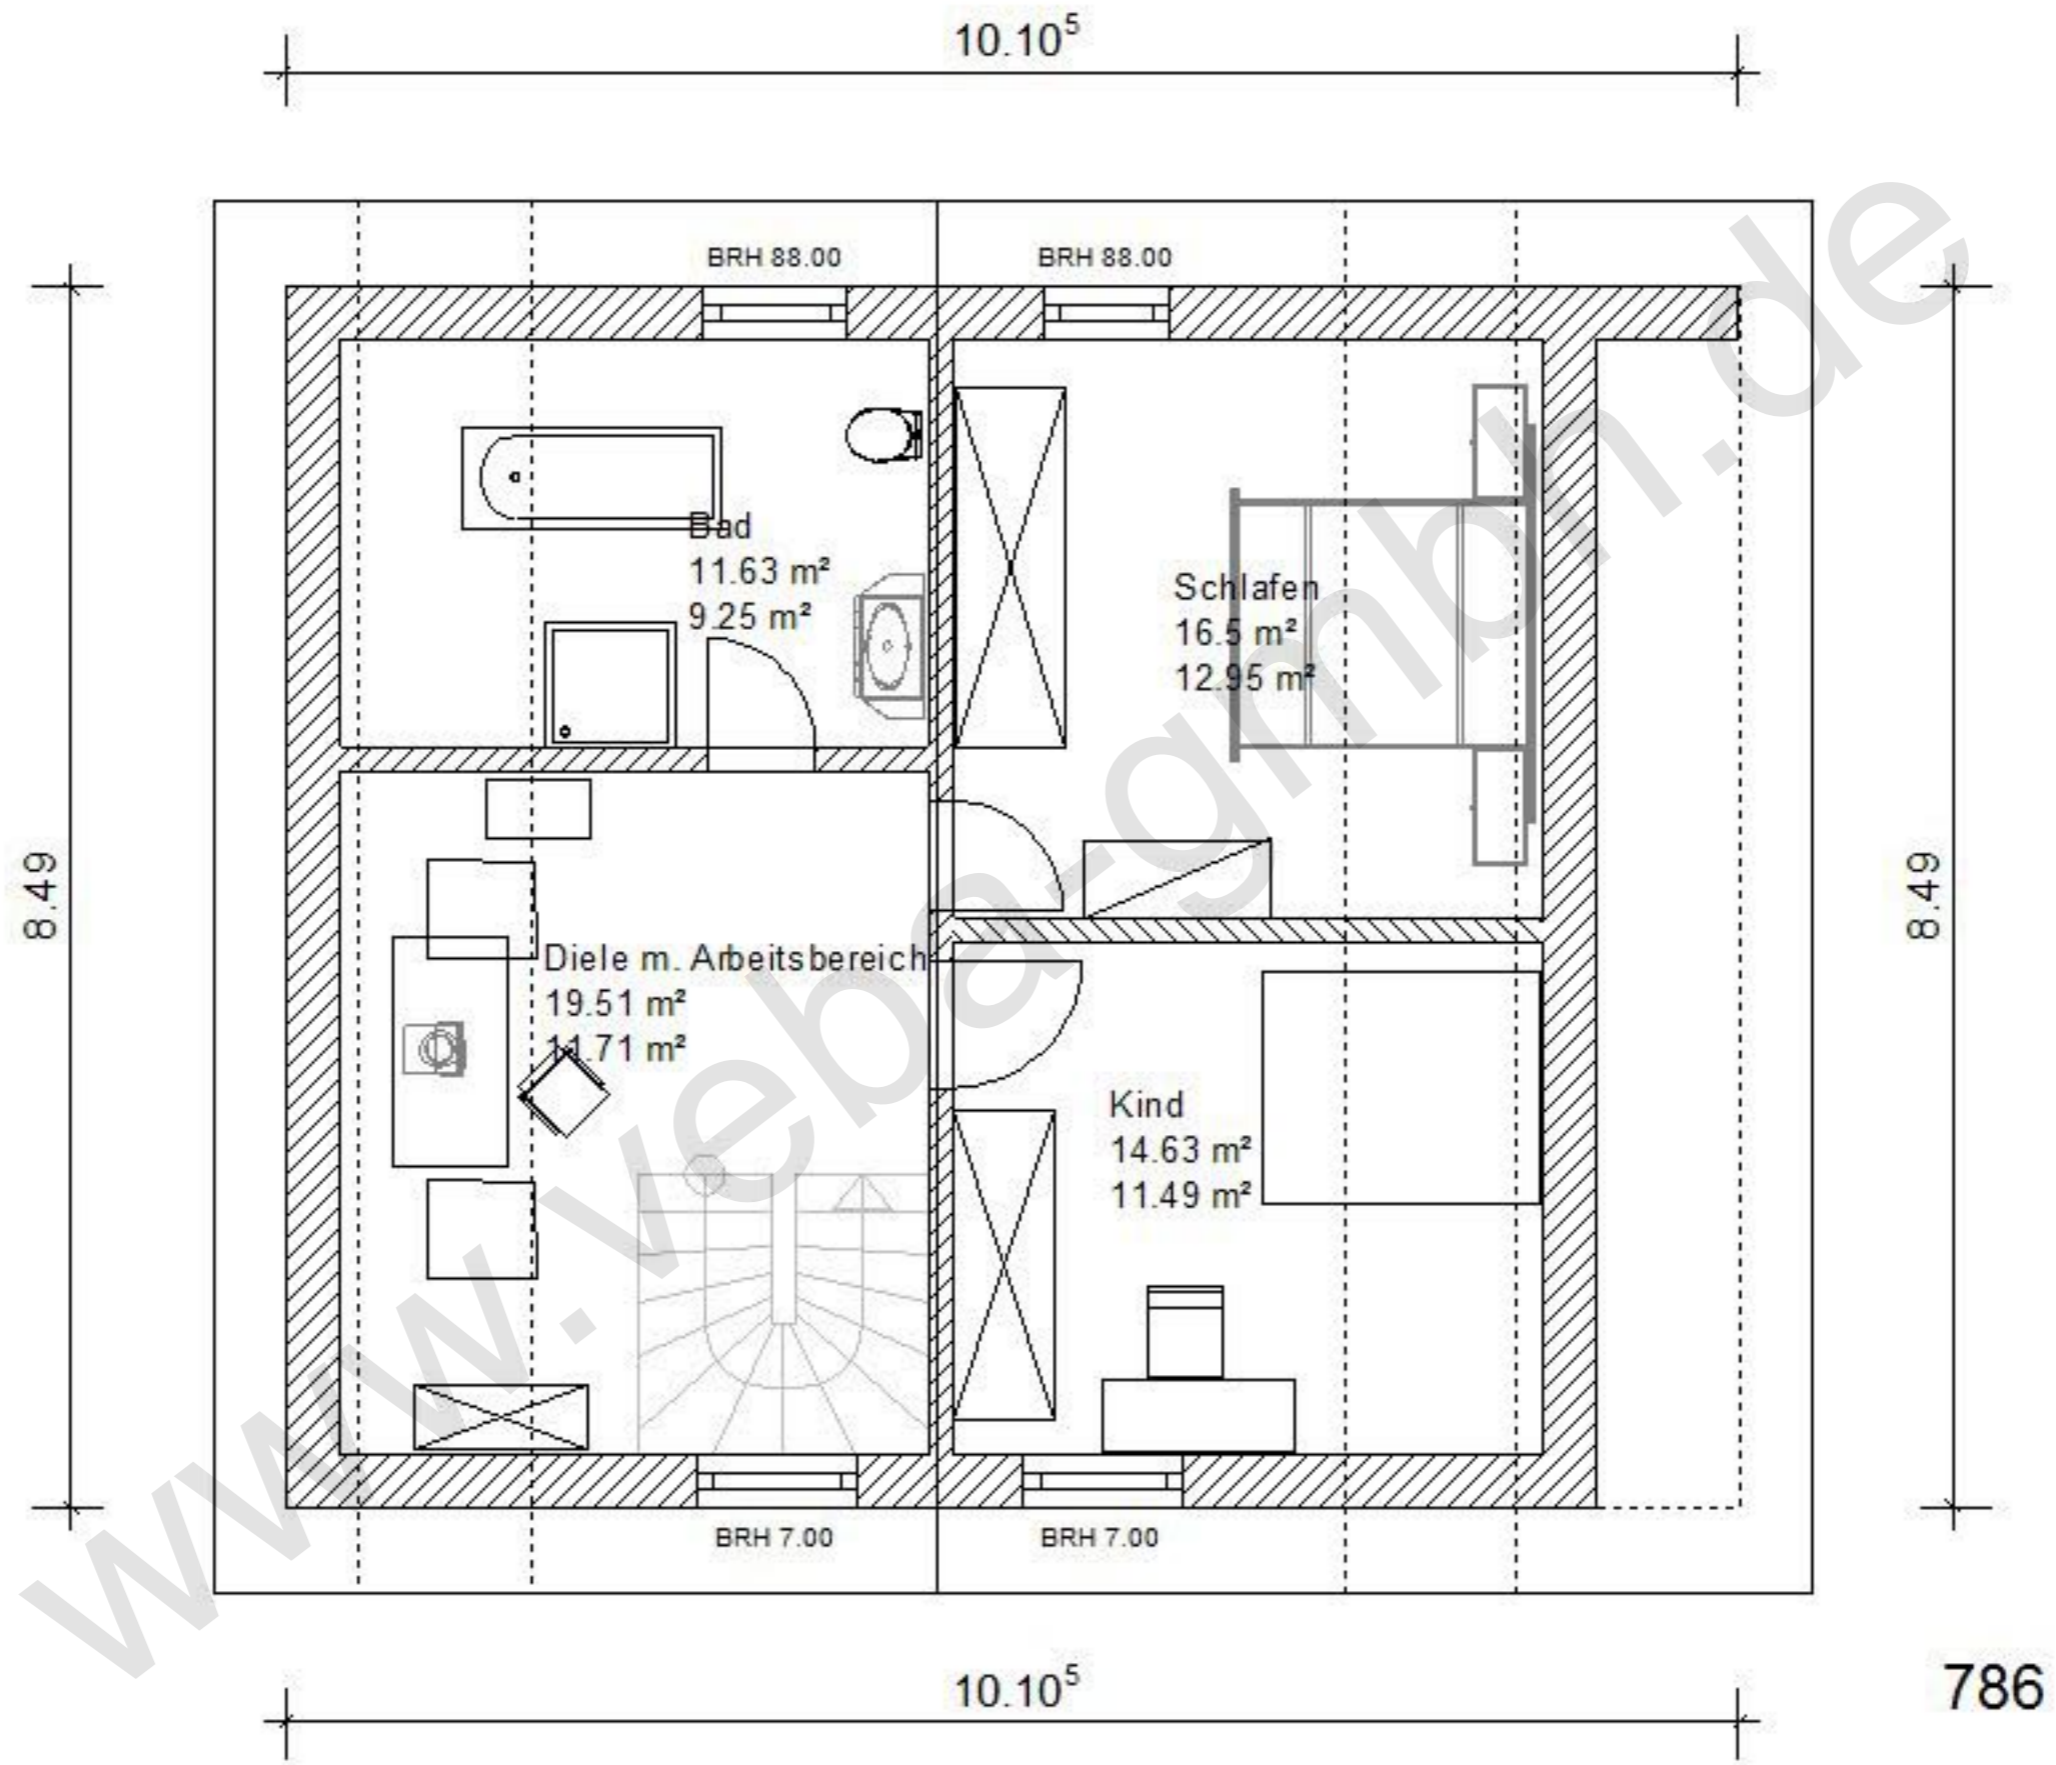 10.10⁵
BRH 88.00
BRH 88.00
Bad
11.63 m²
9.25 m²
Schlafen
16.5 m²
12.95 m²
8.49
8.49
Diele m. Arbeitsbereich
19.51 m²
11.71 m²
Kind
14.63 m²
11.49 m²
BRH 7.00
BRH 7.00
10.10⁵
786
www.veba-gmbh.de